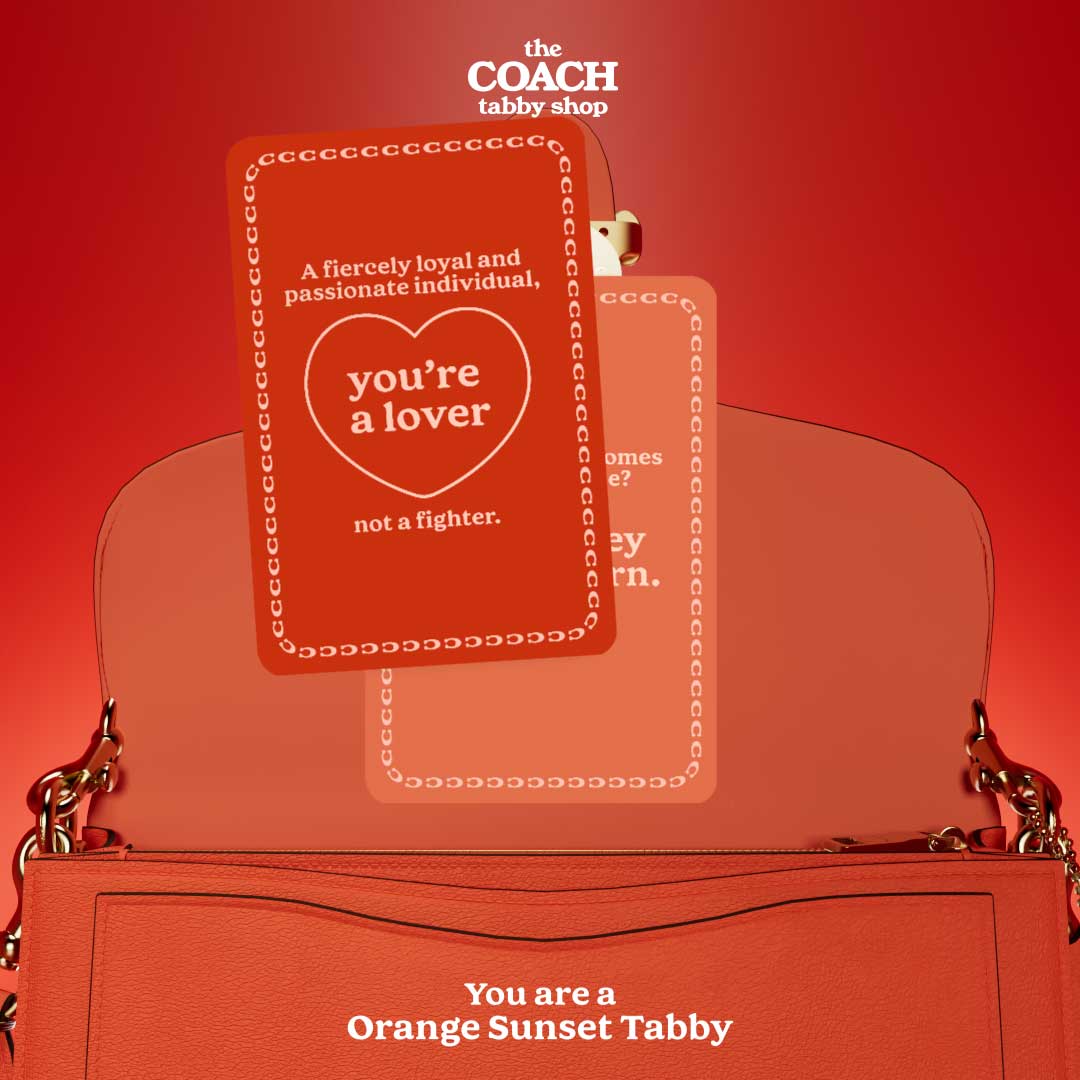 the
COACH
tabby shop
A fiercely loyal and
passionate individual,
you’re
a lover
not a fighter.
You are a
Orange Sunset Tabby